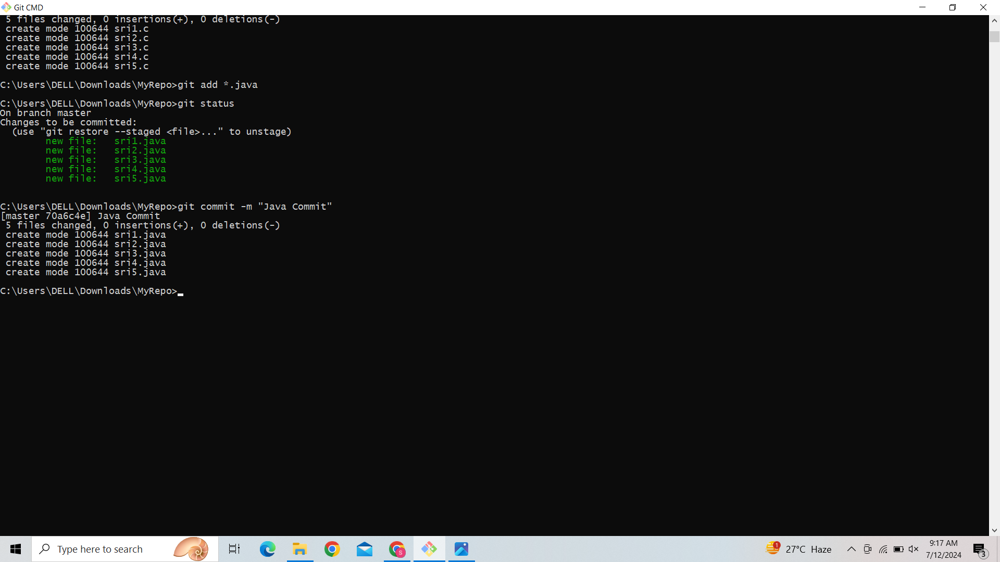 Git CMD
 5 files changed, 0 insertions(+), 0 deletions(-)
 create mode 100644 sri1.c
 create mode 100644 sri2.c
 create mode 100644 sri3.c
 create mode 100644 sri4.c
 create mode 100644 sri5.c

C:\Users\DELL\Downloads\MyRepo>git add *.java

C:\Users\DELL\Downloads\MyRepo>git status
On branch master
Changes to be committed:
  (use "git restore --staged <file>..." to unstage)
        new file:   sri1.java
        new file:   sri2.java
        new file:   sri3.java
        new file:   sri4.java
        new file:   sri5.java

C:\Users\DELL\Downloads\MyRepo>git commit -m "Java Commit"
[master 70a6c4e] Java Commit
 5 files changed, 0 insertions(+), 0 deletions(-)
 create mode 100644 sri1.java
 create mode 100644 sri2.java
 create mode 100644 sri3.java
 create mode 100644 sri4.java
 create mode 100644 sri5.java

C:\Users\DELL\Downloads\MyRepo>
Type here to search
S
1
27°C Haze
9:17 AM
7/12/2024
3